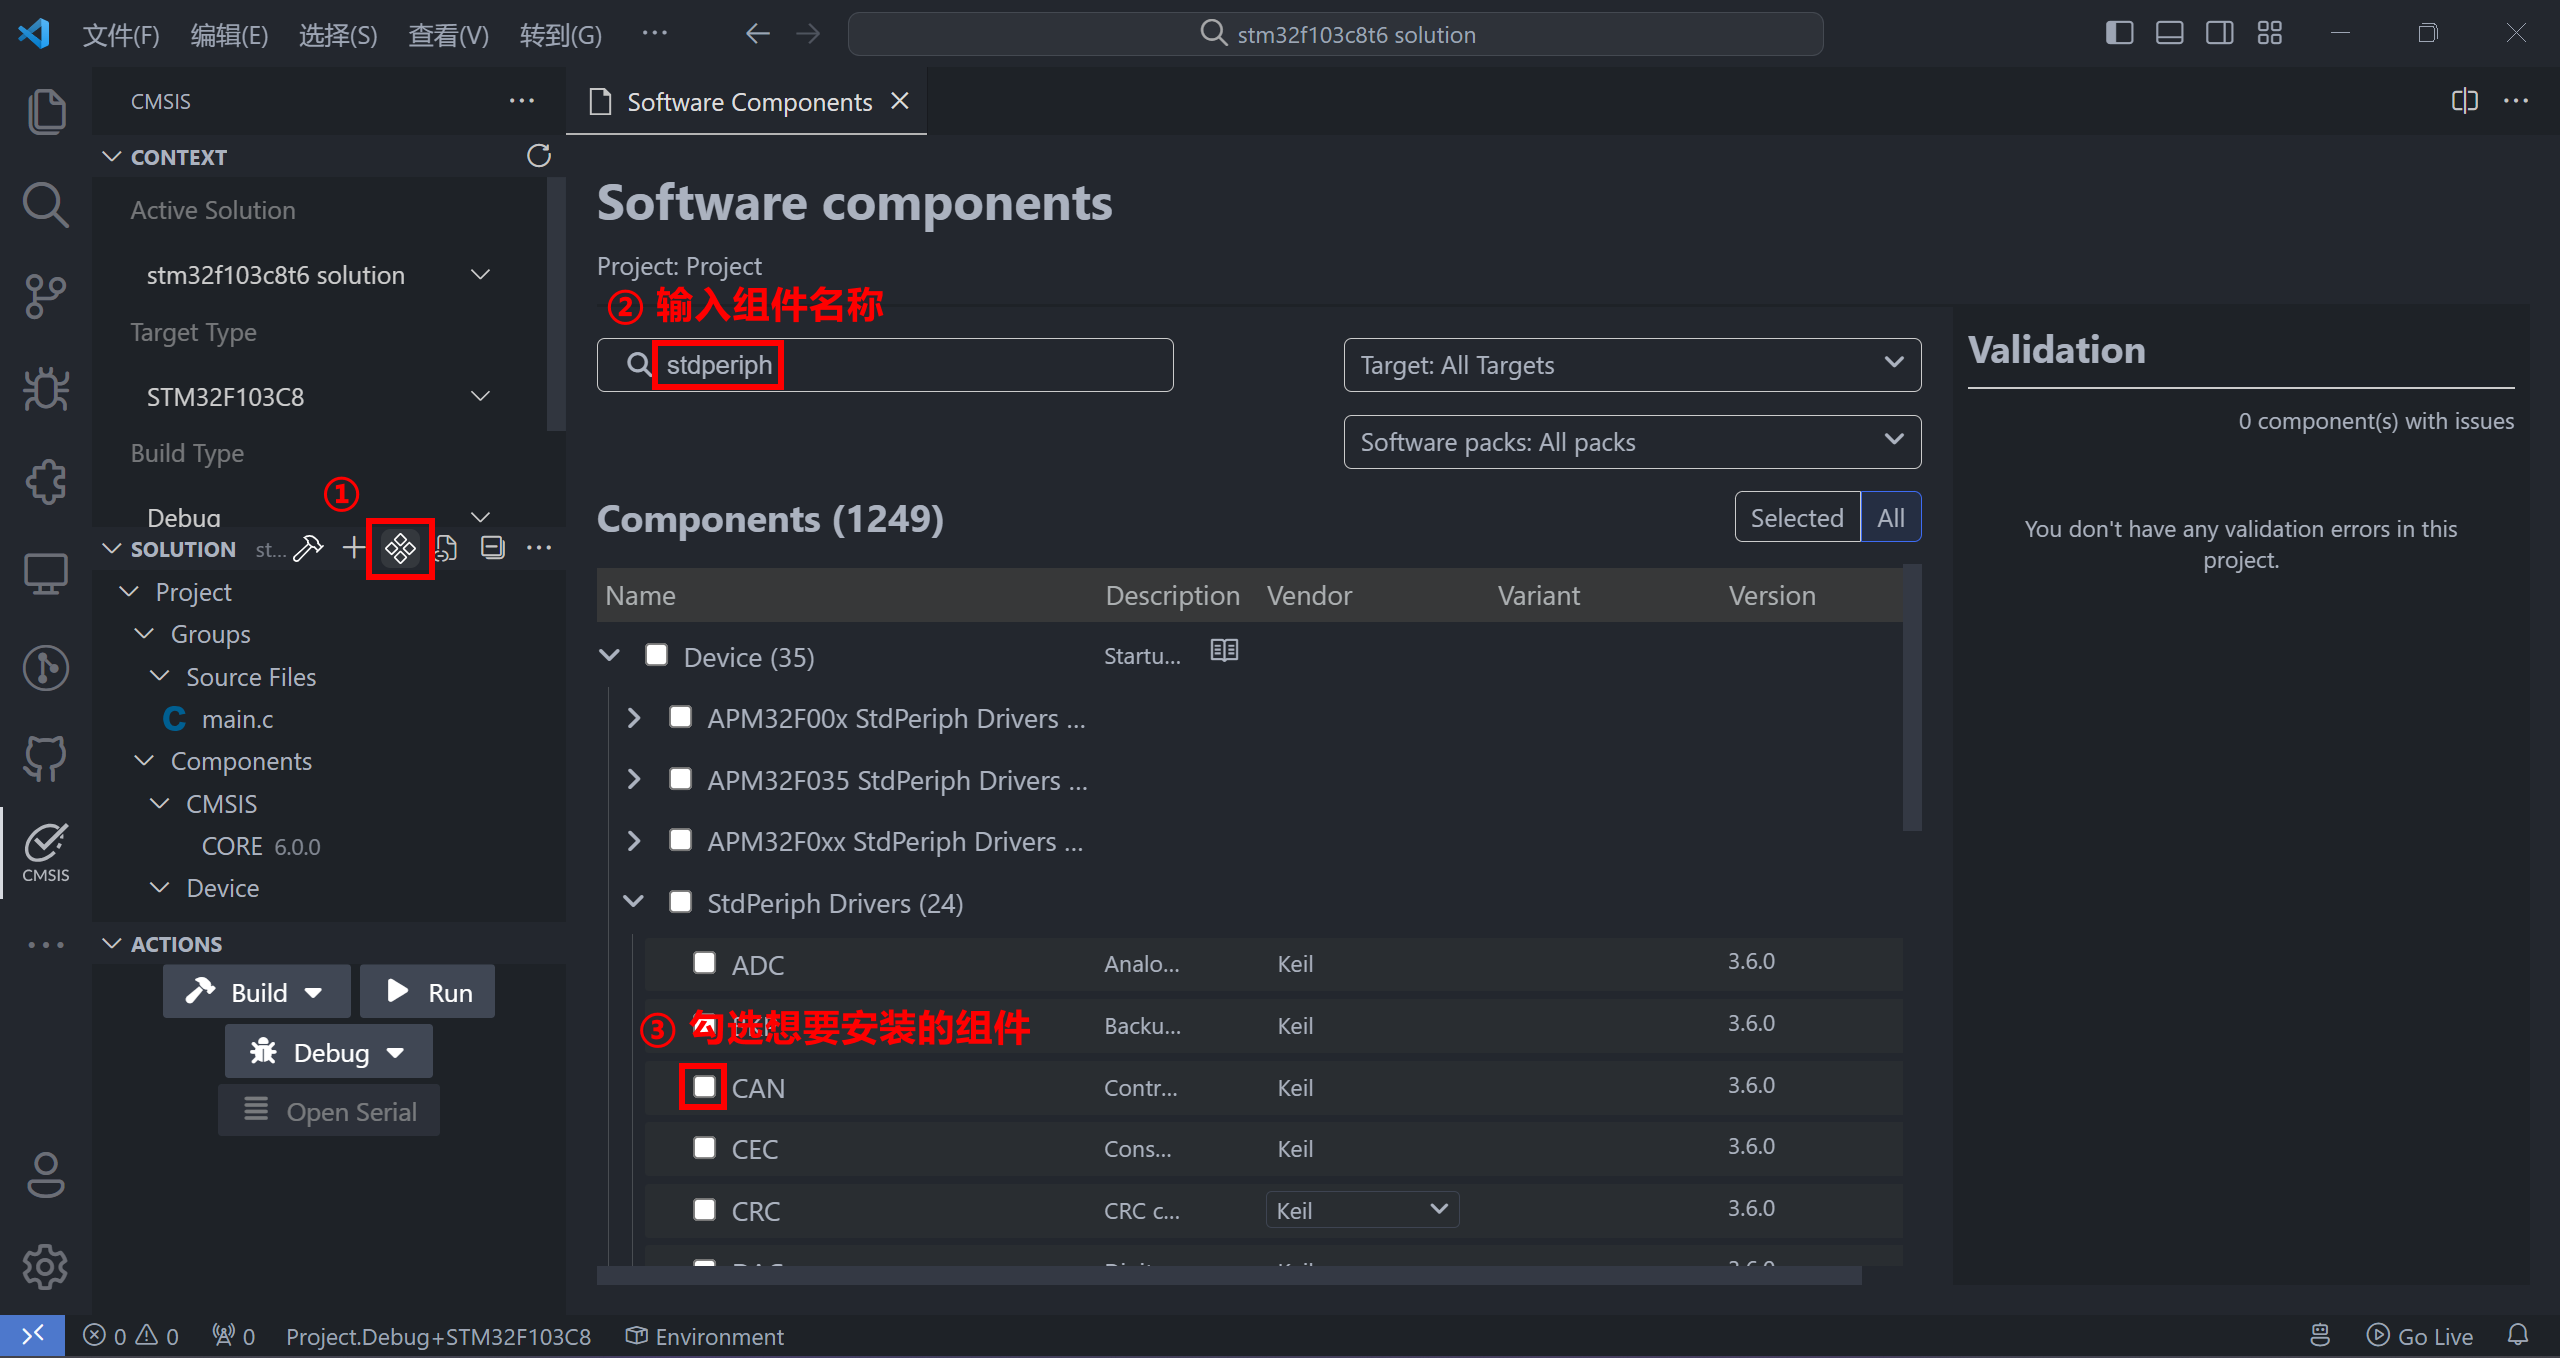 文件(F) 编辑(E) 选择(S) 查看(V) 转到(G) ··· stm32f103c8t6 solution
CMSIS
Software Components
CONTEXT
Active Solution
stm32f103c8t6 solution
Target Type
STM32F103C8
Build Type
Debug
①
SOLUTION st...
Project
Groups
Source Files
main.c
Components
CMSIS
CORE 6.0.0
Device
CMSIS
ACTIONS
Build
Run
Debug
Open Serial
Software components
Project: Project
② 输入组件名称
stdperiph
Target: All Targets
Software packs: All packs
Components (1249)
Selected All
Name Description Vendor Variant Version
Device (35) Startu...
APM32F00x StdPeriph Drivers ...
APM32F035 StdPeriph Drivers ...
APM32F0xx StdPeriph Drivers ...
StdPeriph Drivers (24)
ADC Analo... Keil 3.6.0
Backu... Keil 3.6.0
③ 勾选想要安装的组件
CAN Contr... Keil 3.6.0
CEC Cons... Keil 3.6.0
CRC CRC c... Keil 3.6.0
Validation
0 component(s) with issues
You don't have any validation errors in this
project.
0 0 0 Project.Debug+STM32F103C8 Environment Go Live